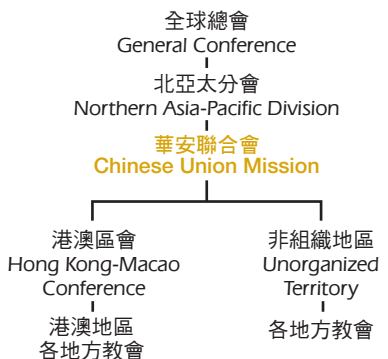 全球總會
General Conference
北亞太分會
Northern Asia-Pacific Division
華安聯合會
Chinese Union Mission
港澳區會
Hong Kong-Macao
Conference
港澳地區
各地方教會
非組織地區
Unorganized
Territory
各地方教會